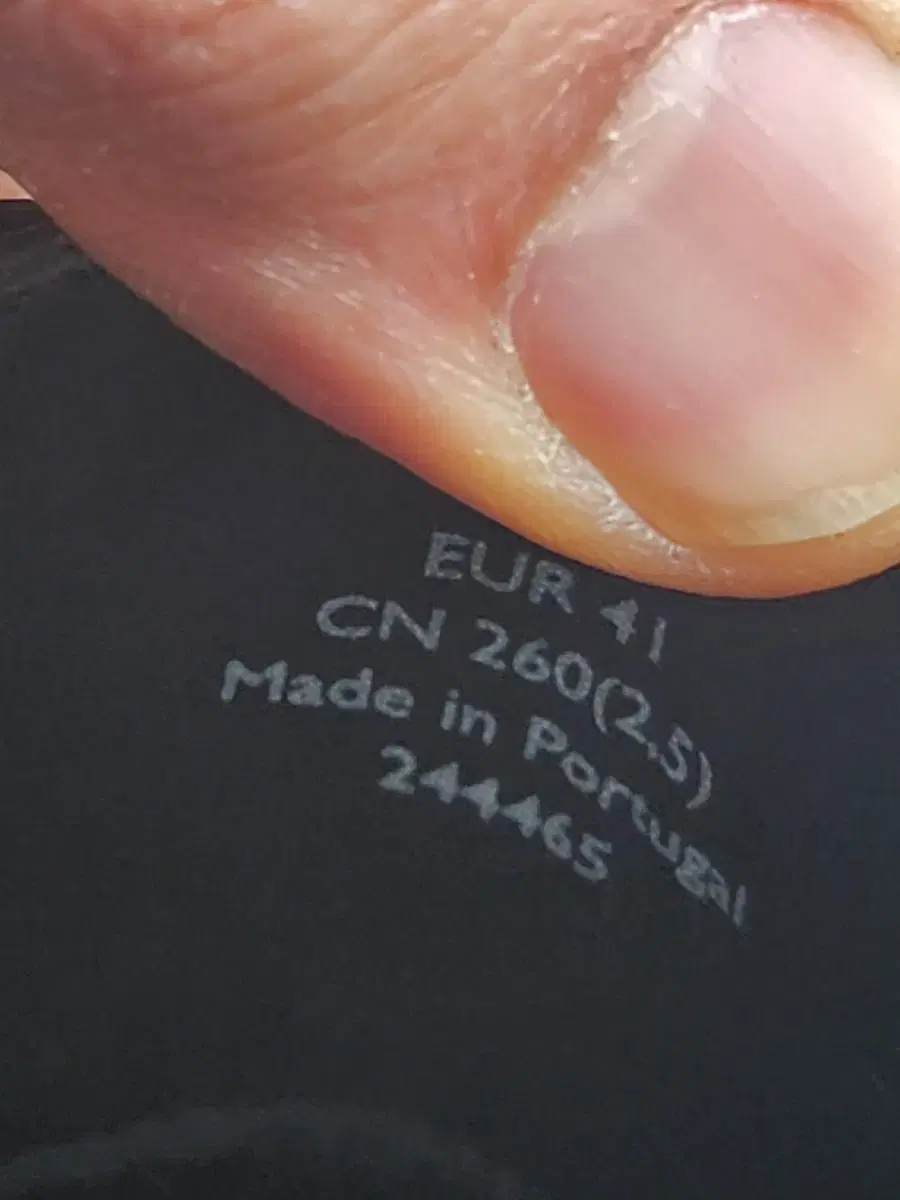 EUR 41
CN 260(2,5)
Made in Portugal
244465